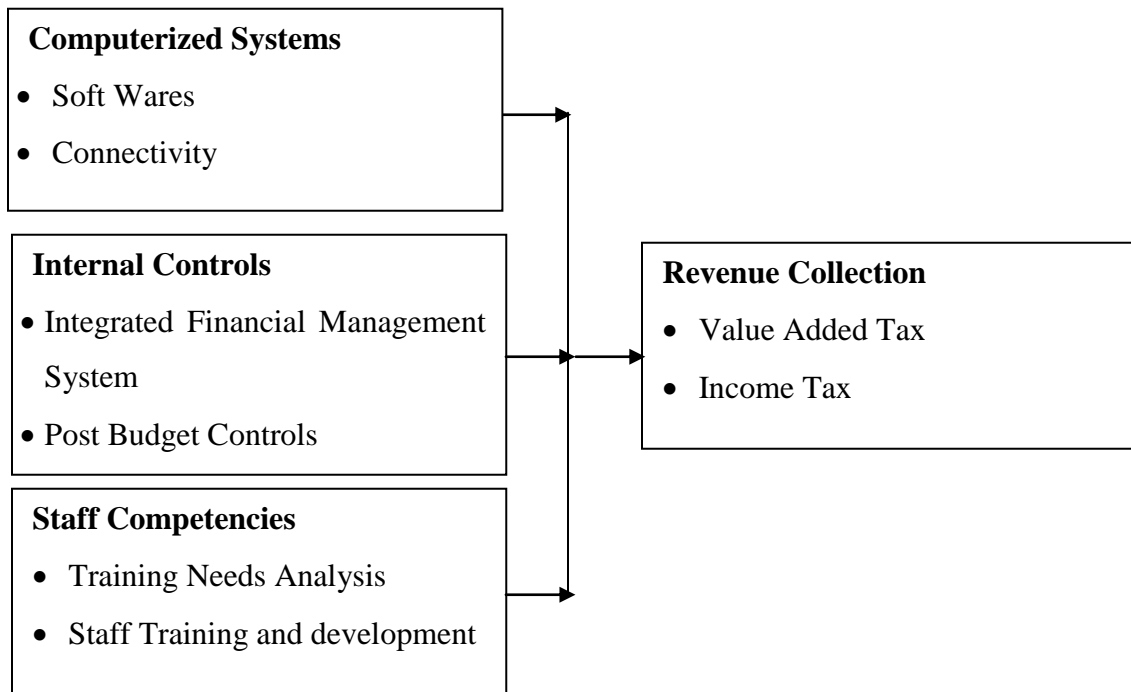 Computerized Systems
• Soft Wares
• Connectivity
Internal Controls
• Integrated Financial Management
System
• Post Budget Controls
Staff Competencies
• Training Needs Analysis
• Staff Training and development
Revenue Collection
• Value Added Tax
• Income Tax